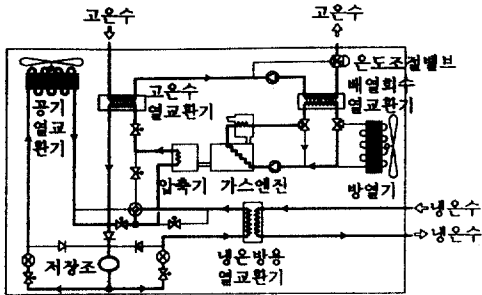 고온수
고온수
온도조절밸브
공기
열교
환기
고온수
열교환기
배열회수
열교환기
압축기
가스엔진
방열기
냉온수
냉온수
저장조
냉온방용
열교환기